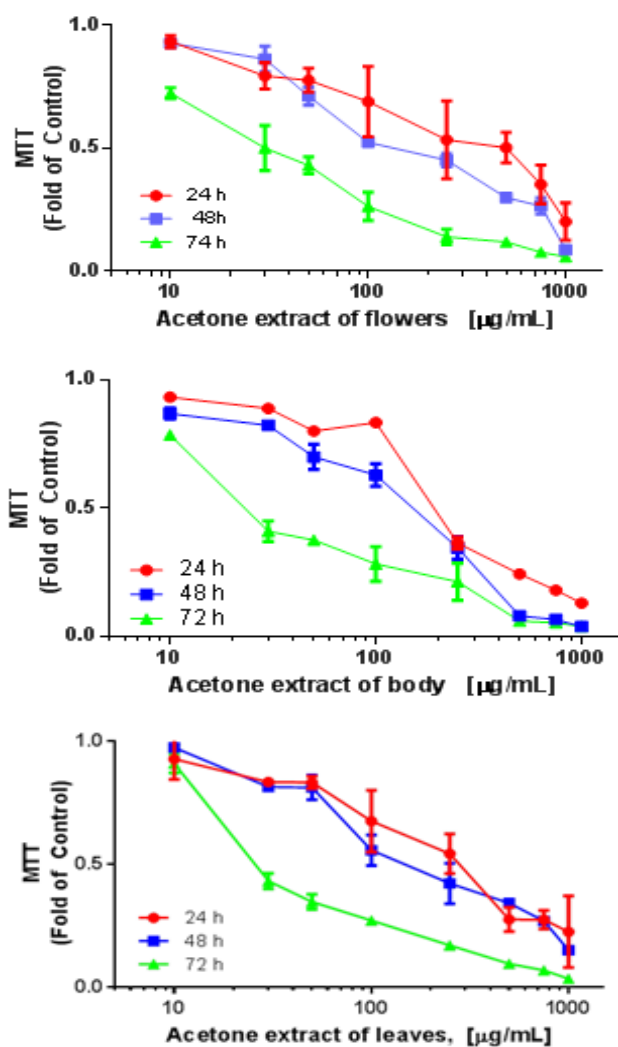 MTT
(Fold of Control)
1.0
0.5
0.0
24 h
48h
74 h
10
100
1000
Acetone extract of flowers [µg/mL]
MTT
(Fold of Control)
1.0
0.5
0.0
24 h
48 h
72 h
10
100
1000
Acetone extract of body [µg/mL]
MTT
(Fold of Control)
1.0
0.5
0.0
24 h
48 h
72 h
10
100
1000
Acetone extract of leaves, [µg/mL]